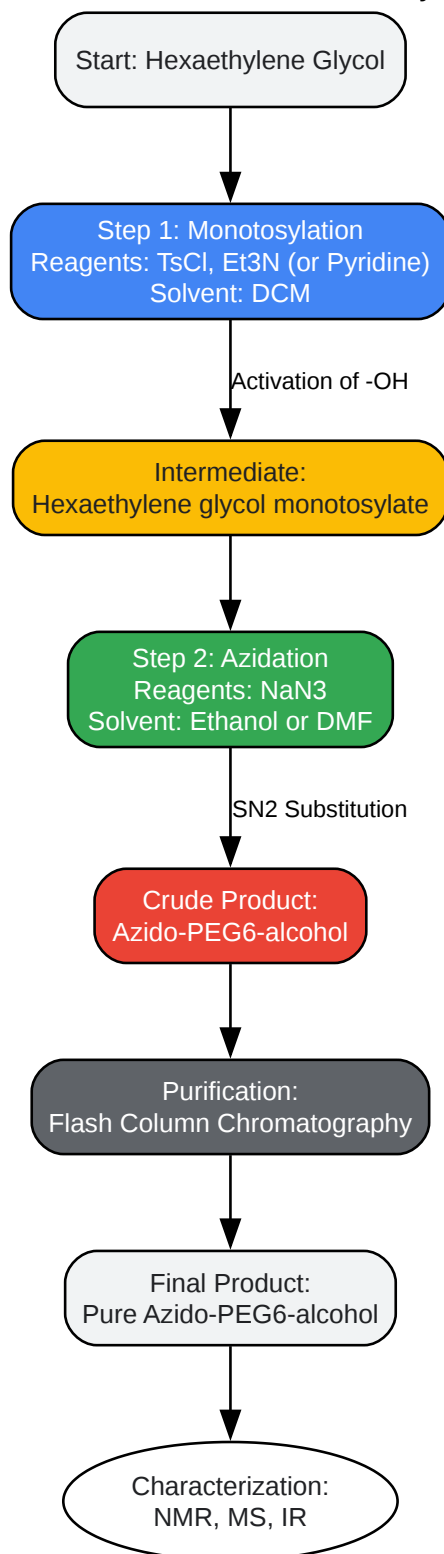 Start: Hexaethylene Glycol
Step 1: Monotosylation
Reagents: TsCl, Et3N (or Pyridine)
Solvent: DCM
Activation of -OH
Intermediate:
Hexaethylene glycol monotosylate
Step 2: Azidation
Reagents: NaN3
Solvent: Ethanol or DMF
SN2 Substitution
Crude Product:
Azido-PEG6-alcohol
Purification:
Flash Column Chromatography
Final Product:
Pure Azido-PEG6-alcohol
Characterization:
NMR, MS, IR